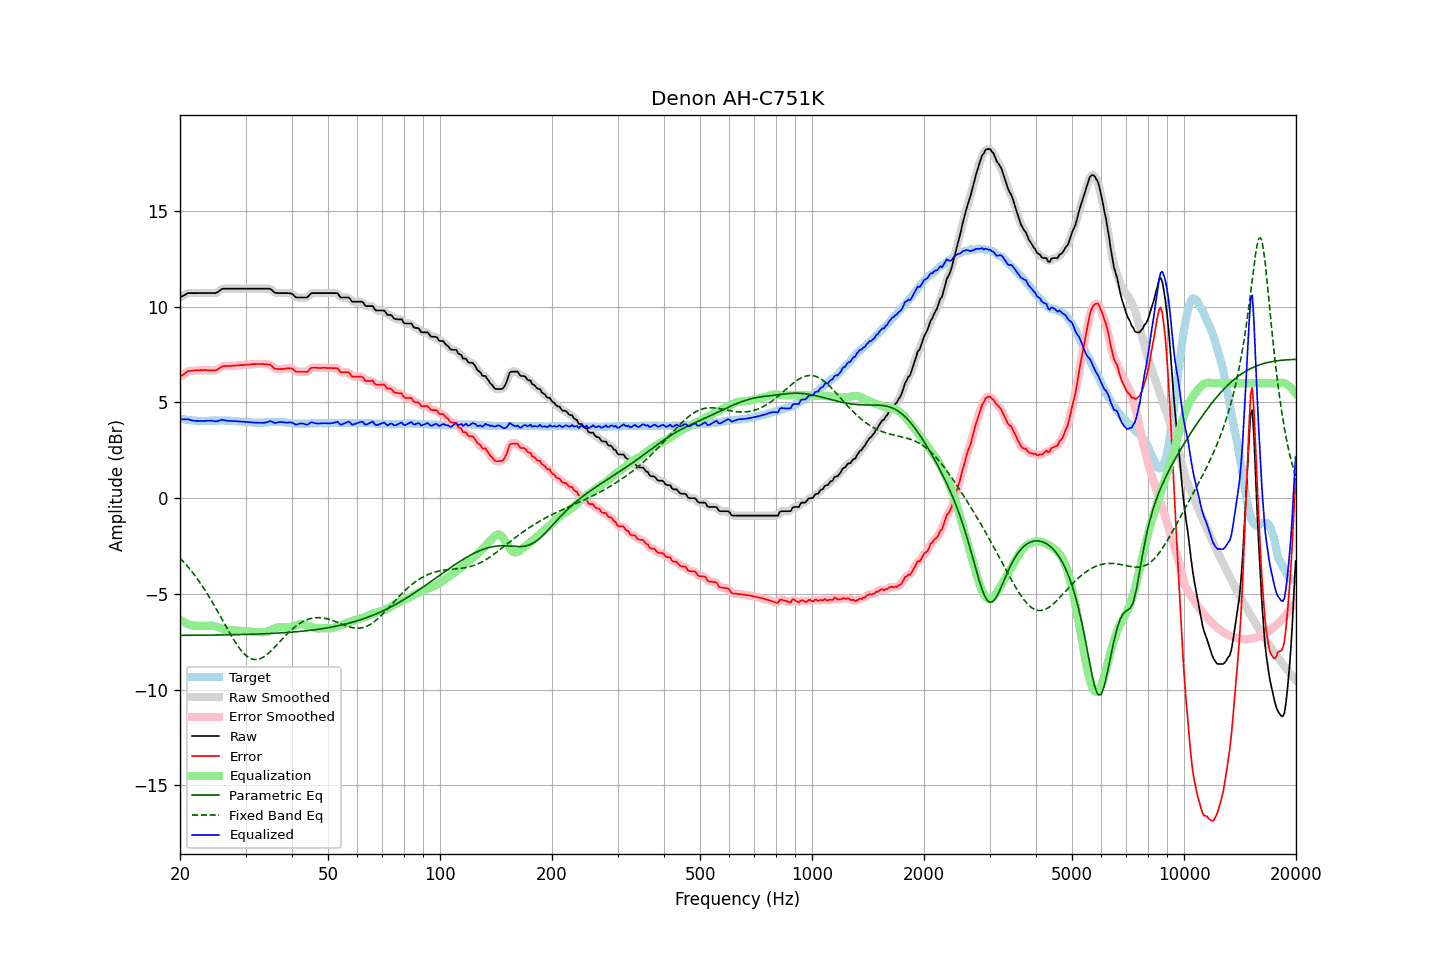 Denon AH-C751K
Amplitude (dBr)
15
10
5
0
−5
−10
−15
Target
Raw Smoothed
Error Smoothed
Raw
Error
Equalization
Parametric Eq
Fixed Band Eq
Equalized
20 50 100 200 500 1000 2000 5000 10000 20000
Frequency (Hz)